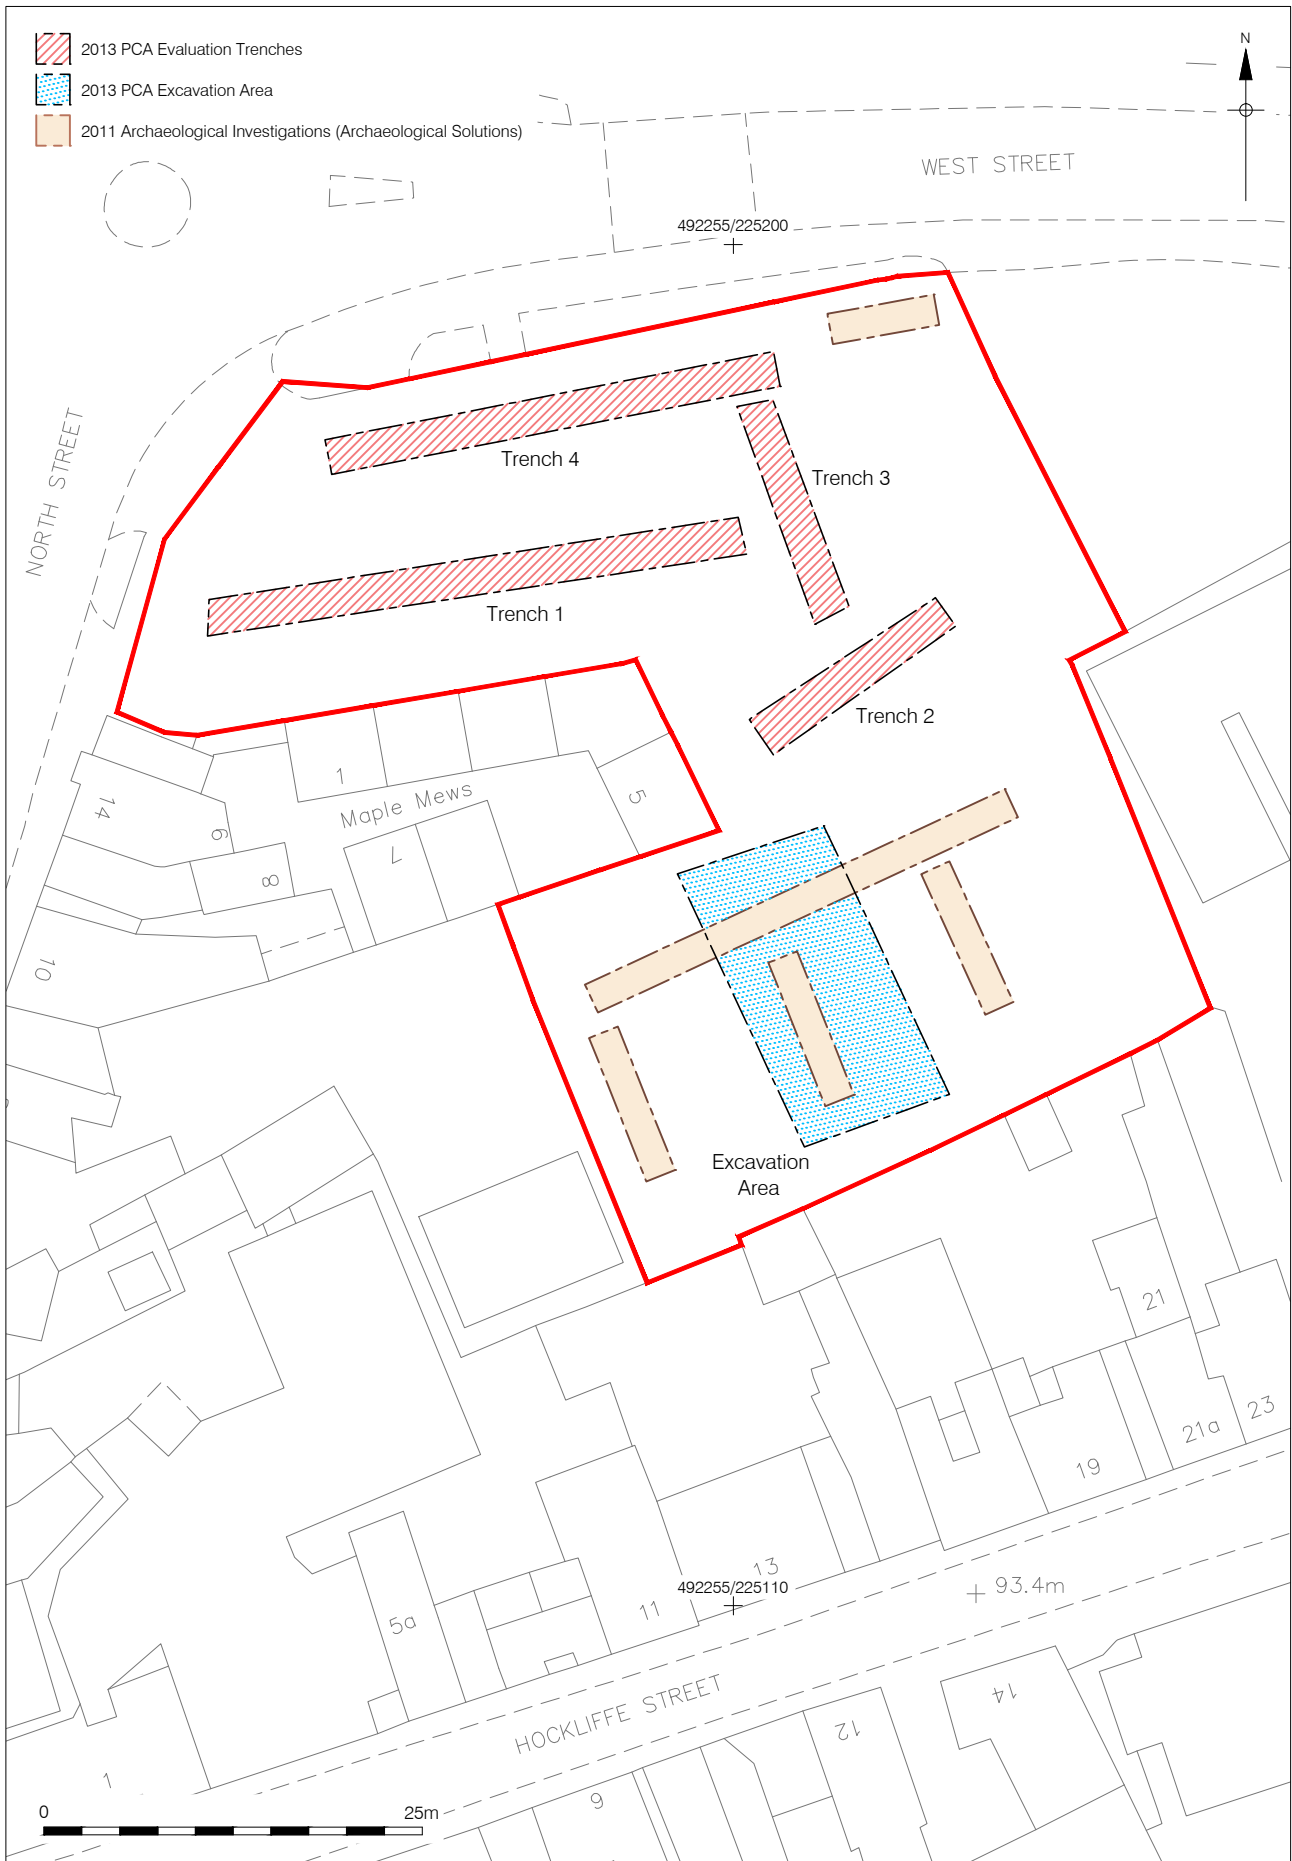 2013 PCA Evaluation Trenches
2013 PCA Excavation Area
2011 Archaeological Investigations (Archaeological Solutions)
N
WEST STREET
492255/225200
NORTH STREET
Trench 4
Trench 3
Trench 1
Trench 2
1
Maple Mews
5
14
6
7
8
10
Excavation
Area
21
23
21a
19
13
492255/225110
93.4m
11
5a
HOCKLIFFE STREET
14
12
1
9
0
25m